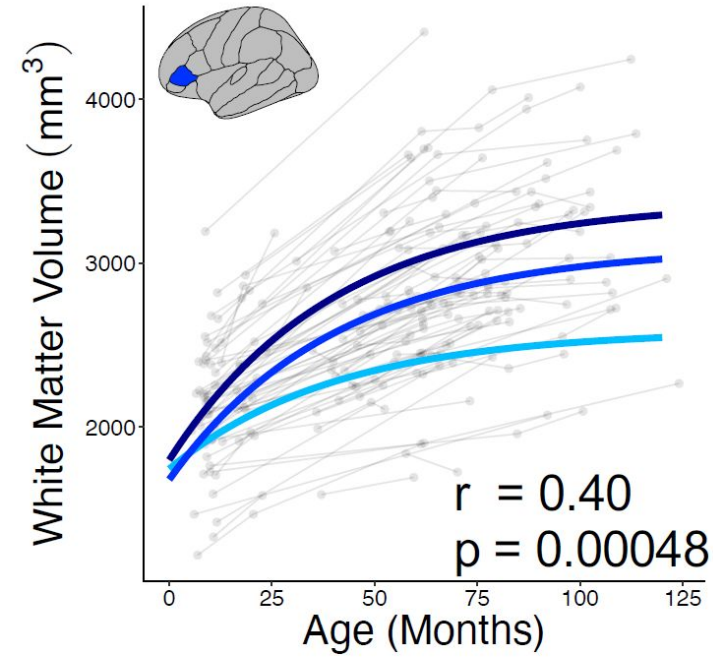 White Matter Volume (mm³)
4000
3000
2000
r = 0.40
p = 0.00048
0 25 50 75 100 125
Age (Months)